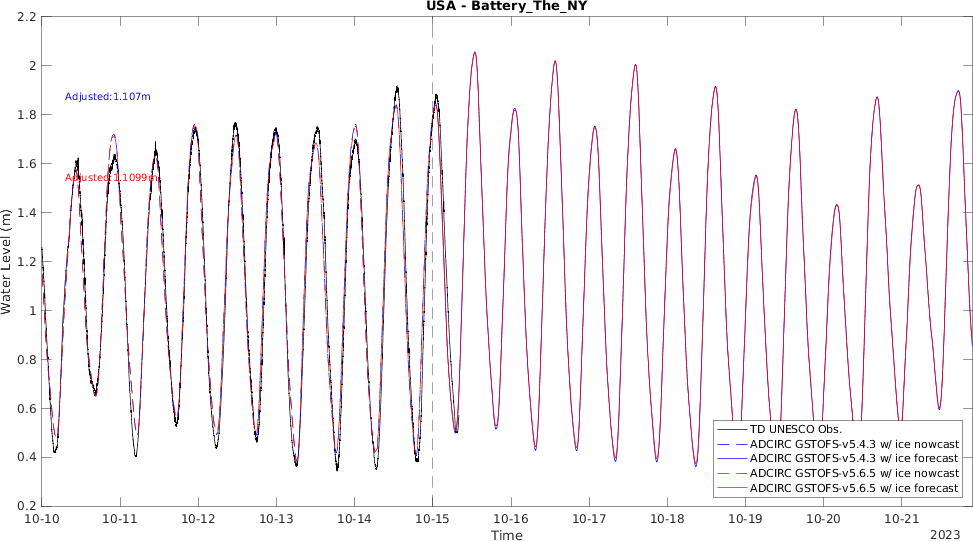 USA - Battery_The_NY
2.2
2
1.8
1.6
1.4
1.2
1
0.8
0.6
0.4
0.2
Water Level (m)
Adjusted:1.107m
Adjusted:1.1099m
TD UNESCO Obs.
ADCIRC GSTOFS-v5.4.3 w/ ice nowcast
ADCIRC GSTOFS-v5.4.3 w/ ice forecast
ADCIRC GSTOFS-v5.6.5 w/ ice nowcast
ADCIRC GSTOFS-v5.6.5 w/ ice forecast
10-10 10-11 10-12 10-13 10-14 10-15 10-16 10-17 10-18 10-19 10-20 10-21
Time
2023